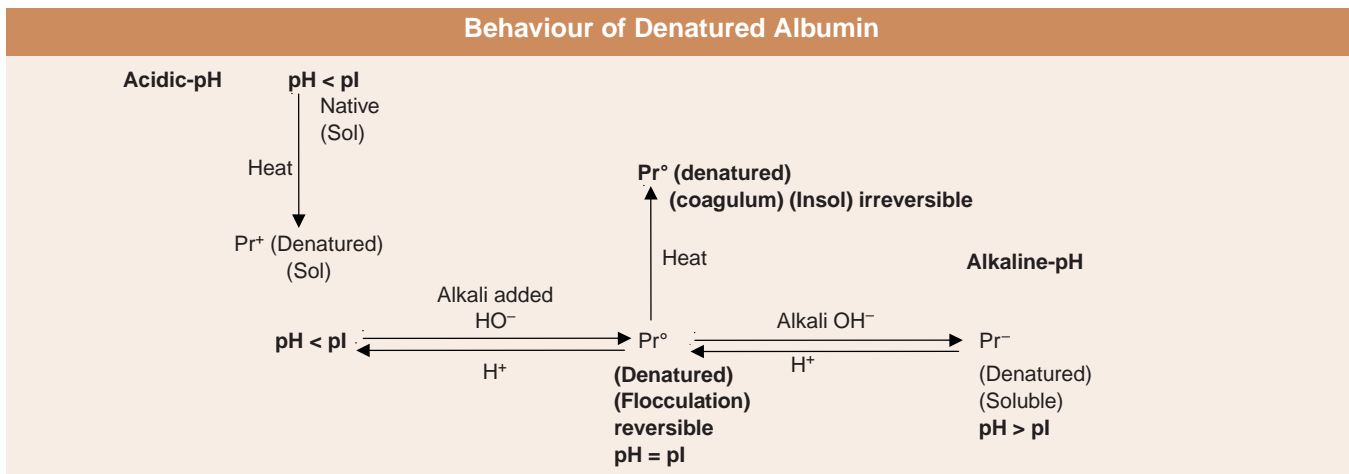 Behaviour of Denatured Albumin
Acidic-pH pH < pI
Native
(Sol)
Heat
Pr° (denatured)
(coagulum) (Insol) irreversible
Pr⁺ (Denatured)
(Sol)
Heat
Alkaline-pH
Alkali added
HO⁻
Alkali OH⁻
pH < pI
Pr°
Pr⁻
H⁺
H⁺
(Denatured)
(Flocculation)
reversible
pH = pI
(Denatured)
(Soluble)
pH > pI